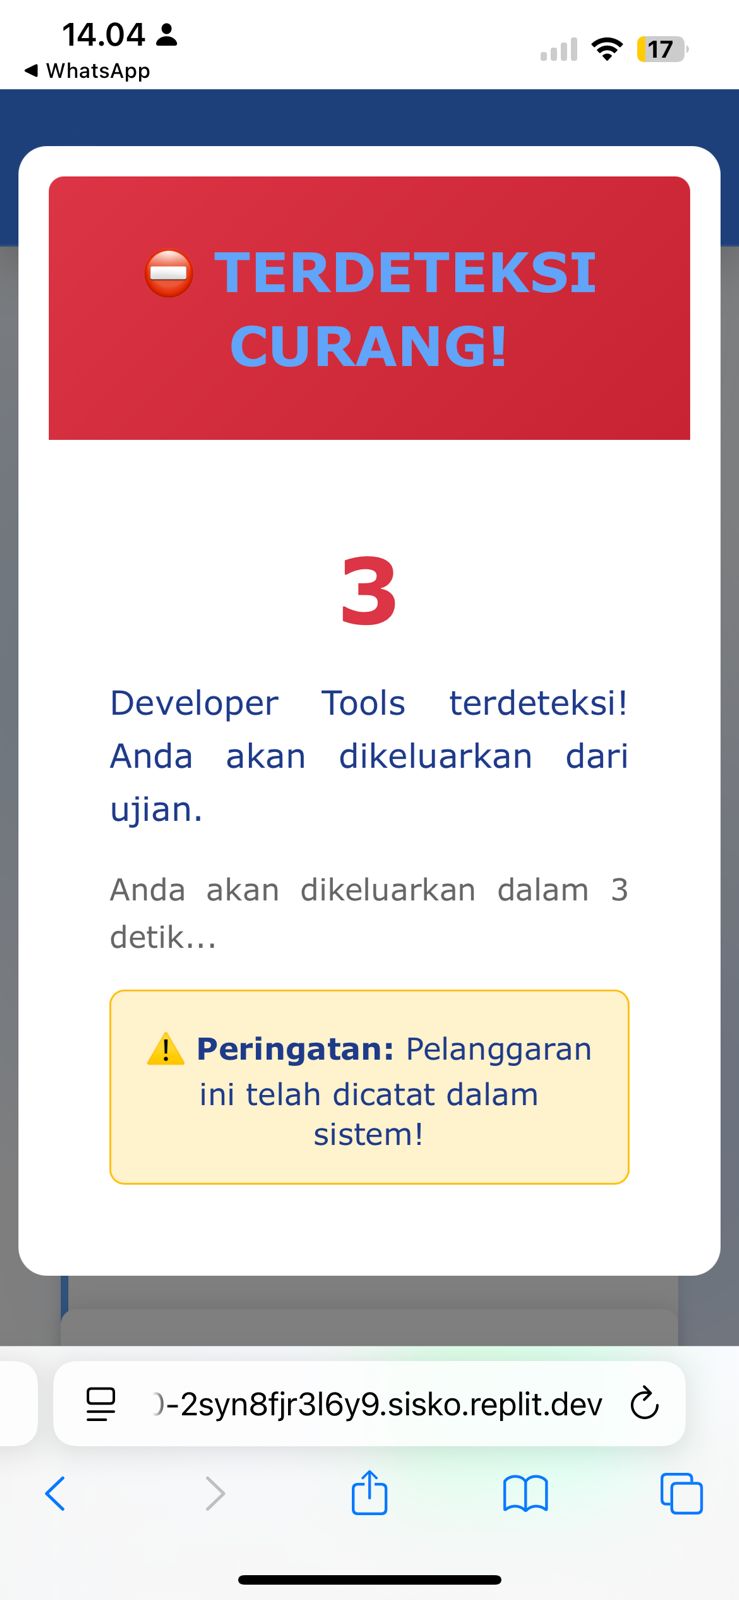 14.04
◀ WhatsApp
17
⛔ TERDETEKSI
CURANG!
3
Developer Tools terdeteksi!
Anda akan dikeluarkan dari
ujian.
Anda akan dikeluarkan dalam 3
detik...
⚠️ Peringatan: Pelanggaran
ini telah dicatat dalam
sistem!
-2syn8fjr3l6y9.sisko.replit.dev